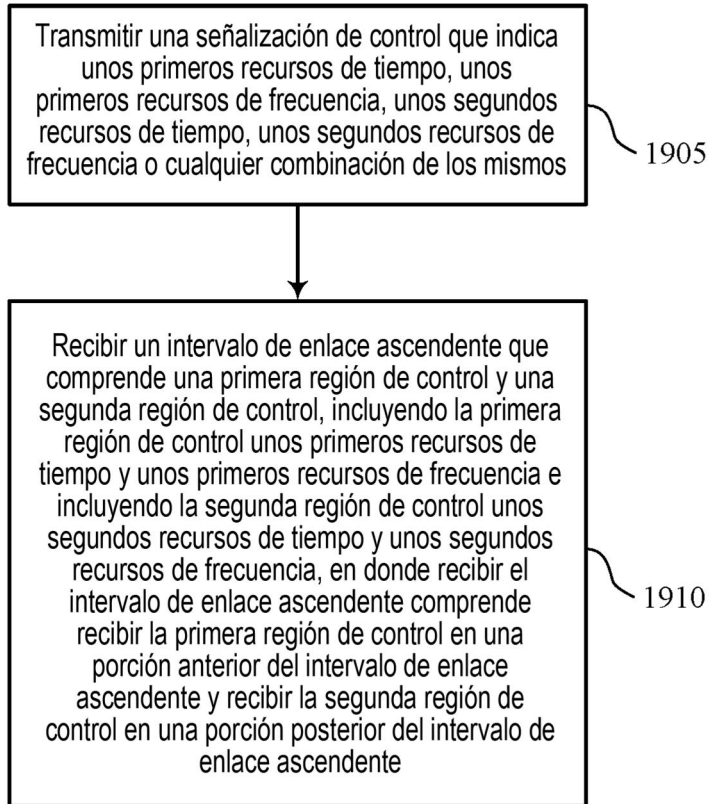 Transmitir una señalización de control que indica
unos primeros recursos de tiempo, unos
primeros recursos de frecuencia, unos segundos
recursos de tiempo, unos segundos recursos de
frecuencia o cualquier combinación de los mismos
1905
Recibir un intervalo de enlace ascendente que
comprende una primera región de control y una
segunda región de control, incluyendo la primera
región de control unos primeros recursos de
tiempo y unos primeros recursos de frecuencia e
incluyendo la segunda región de control unos
segundos recursos de tiempo y unos segundos
recursos de frecuencia, en donde recibir el
intervalo de enlace ascendente comprende
recibir la primera región de control en una
porción anterior del intervalo de enlace
ascendente y recibir la segunda región de
control en una porción posterior del intervalo de
enlace ascendente
1910